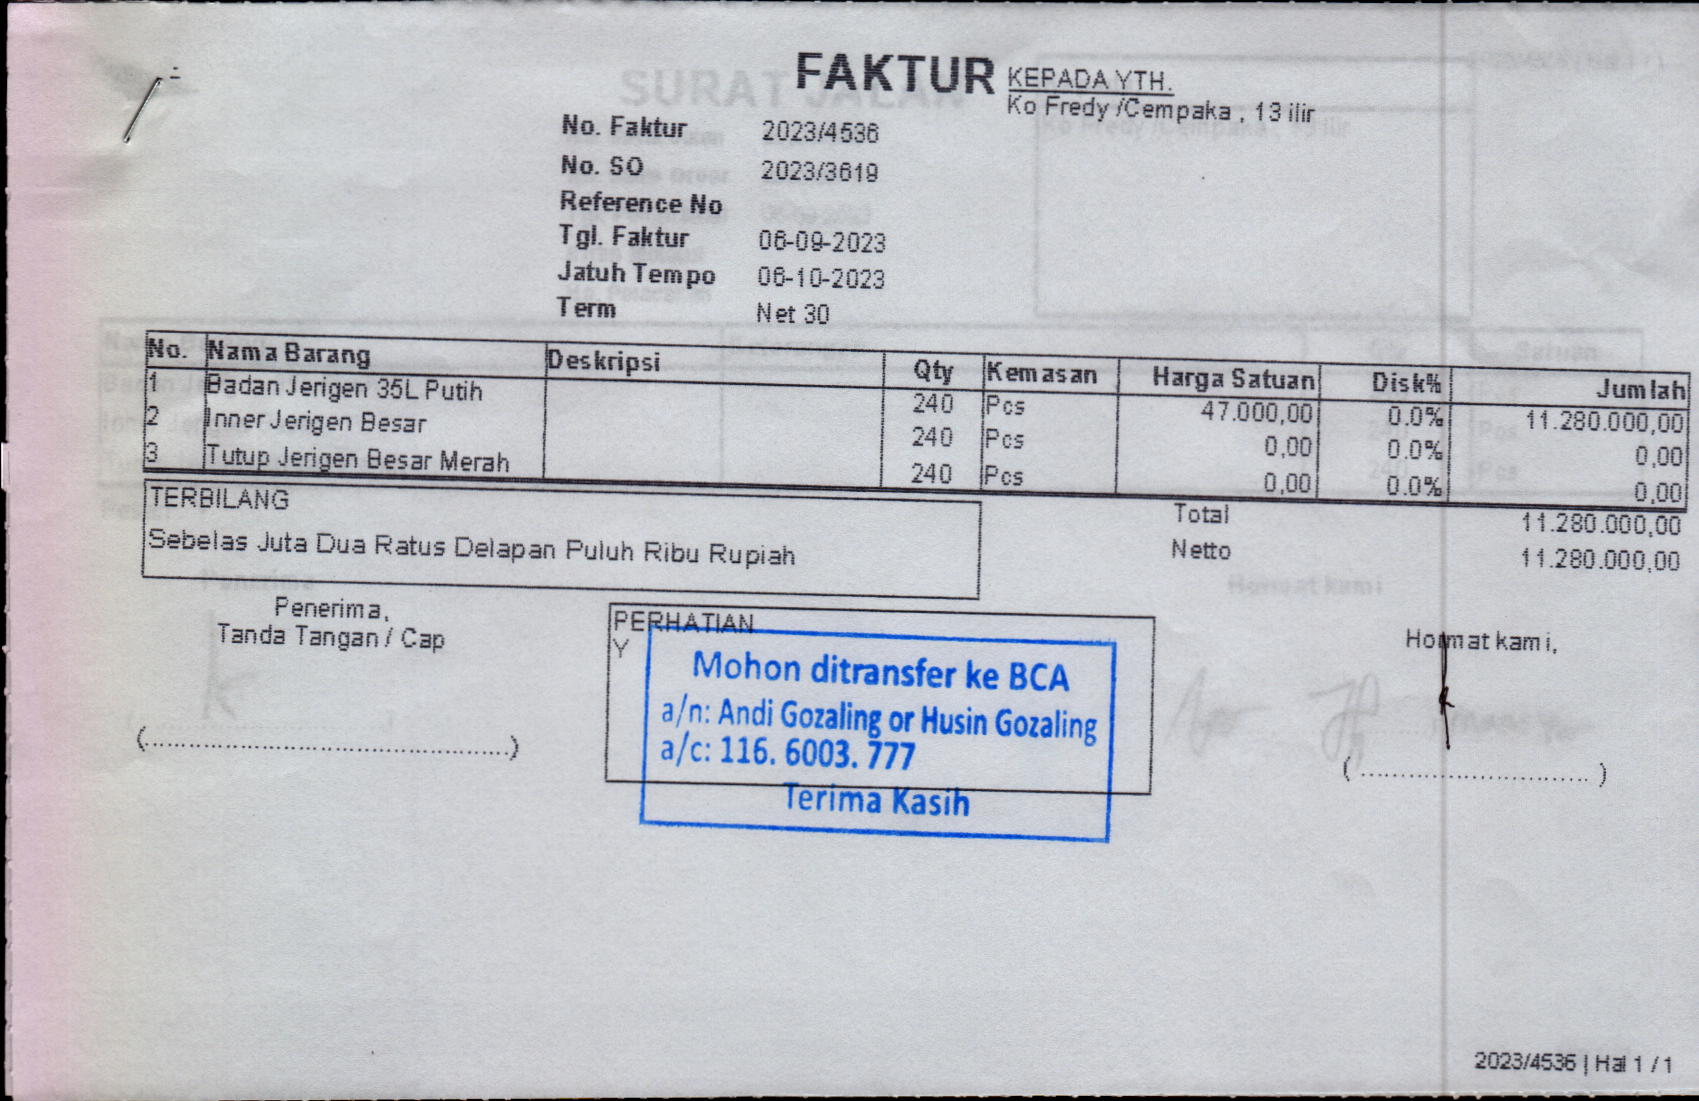 FAKTUR
KEPADA YTH.
Ko Fredy /Cempaka , 13 ilir
No. Faktur 2023/4536
No. SO 2023/3619
Reference No
Tgl. Faktur 06-09-2023
Jatuh Tempo 06-10-2023
Term Net 30
No. Nama Barang Deskripsi Qty Kemasan Harga Satuan Disk% Jumlah
1 Badan Jerigen 35L Putih 240 Pcs 47.000,00 0.0% 11.280.000,00
2 Inner Jerigen Besar 240 Pcs 0,00 0.0% 0,00
3 Tutup Jerigen Besar Merah 240 Pcs 0,00 0.0% 0,00
TERBILANG
Sebelas Juta Dua Ratus Delapan Puluh Ribu Rupiah
Total 11.280.000,00
Netto 11.280.000,00
Penerima,
Tanda Tangan / Cap
(................................................)
PERHATIAN
Y
Mohon ditransfer ke BCA
a/n: Andi Gozaling or Husin Gozaling
a/c: 116. 6003. 777
Terima Kasih
Hormat kami,
( .............................. )
2023/4536 | Hal 1 / 1